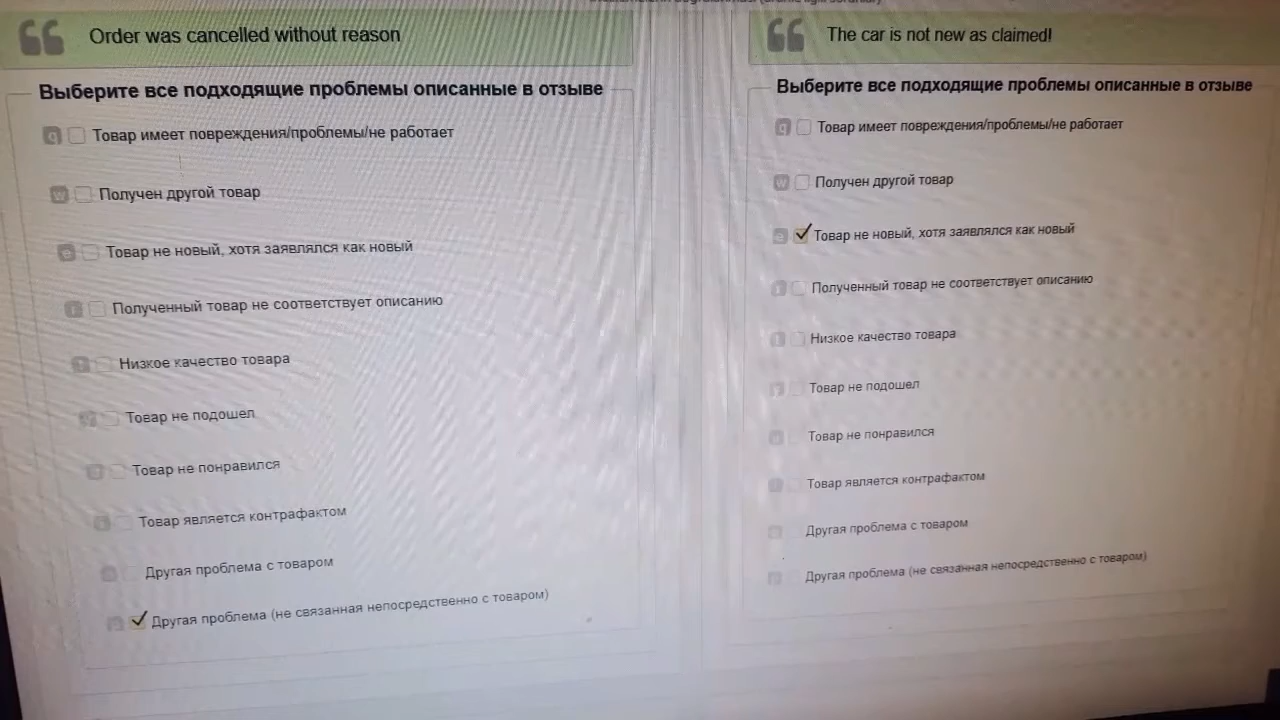 Order was cancelled without reason
Выберите все подходящие проблемы описанные в отзыве
q Товар имеет повреждения/проблемы/не работает
w Получен другой товар
e Товар не новый, хотя заявлялся как новый
Полученный товар не соответствует описанию
Низкое качество товара
Товар не подошел
Товар не понравился
Товар является контрафактом
Другая проблема с товаром
Другая проблема (не связанная непосредственно с товаром)
The car is not new as claimed!
Выберите все подходящие проблемы описанные в отзыве
q Товар имеет повреждения/проблемы/не работает
w Получен другой товар
e Товар не новый, хотя заявлялся как новый
Полученный товар не соответствует описанию
Низкое качество товара
Товар не подошел
Товар не понравился
Товар является контрафактом
Другая проблема с товаром
Другая проблема (не связанная непосредственно с товаром)